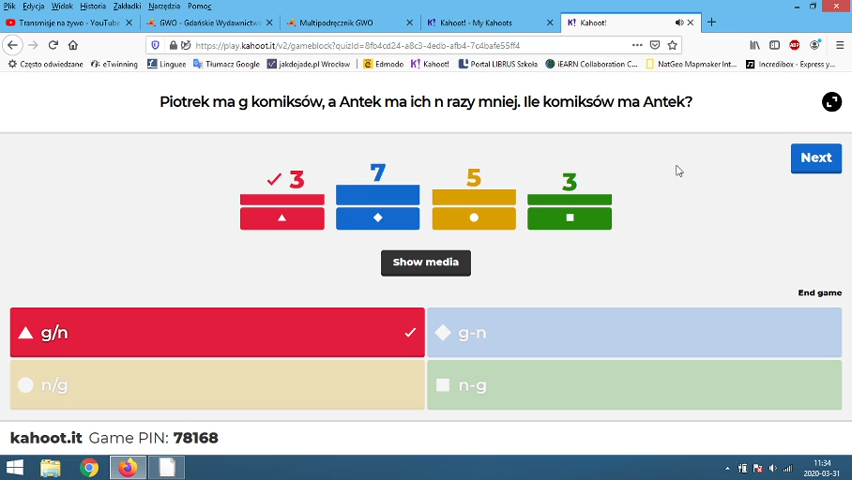 Plik Edycja Widok Historia Zakładki Narzędzia Pomoc
Transmisje na żywo - YouTube
GWO - Gdańskie Wydawnictwo
Multipodręcznik GWO
Kahoot! - My Kahoots
Kahoot!
https://play.kahoot.it/v2/gameblock?quizId=8fb4cd24-a8c3-4edb-afb4-7c4bafe55ff4
Często odwiedzane eTwinning Linguee Tłumacz Google jakdojade.pl Wrocław Edmodo Kahoot! Portal LIBRUS Szkoła iEARN Collaboration C... NatGeo Mapmaker Int... Incredibox - Express y...
Piotrek ma g komiksów, a Antek ma ich n razy mniej. Ile komiksów ma Antek?
Next
3 7 5 3
Show media
End game
g/n
g-n
n/g
n-g
kahoot.it Game PIN: 78168
11:34
2020-03-31